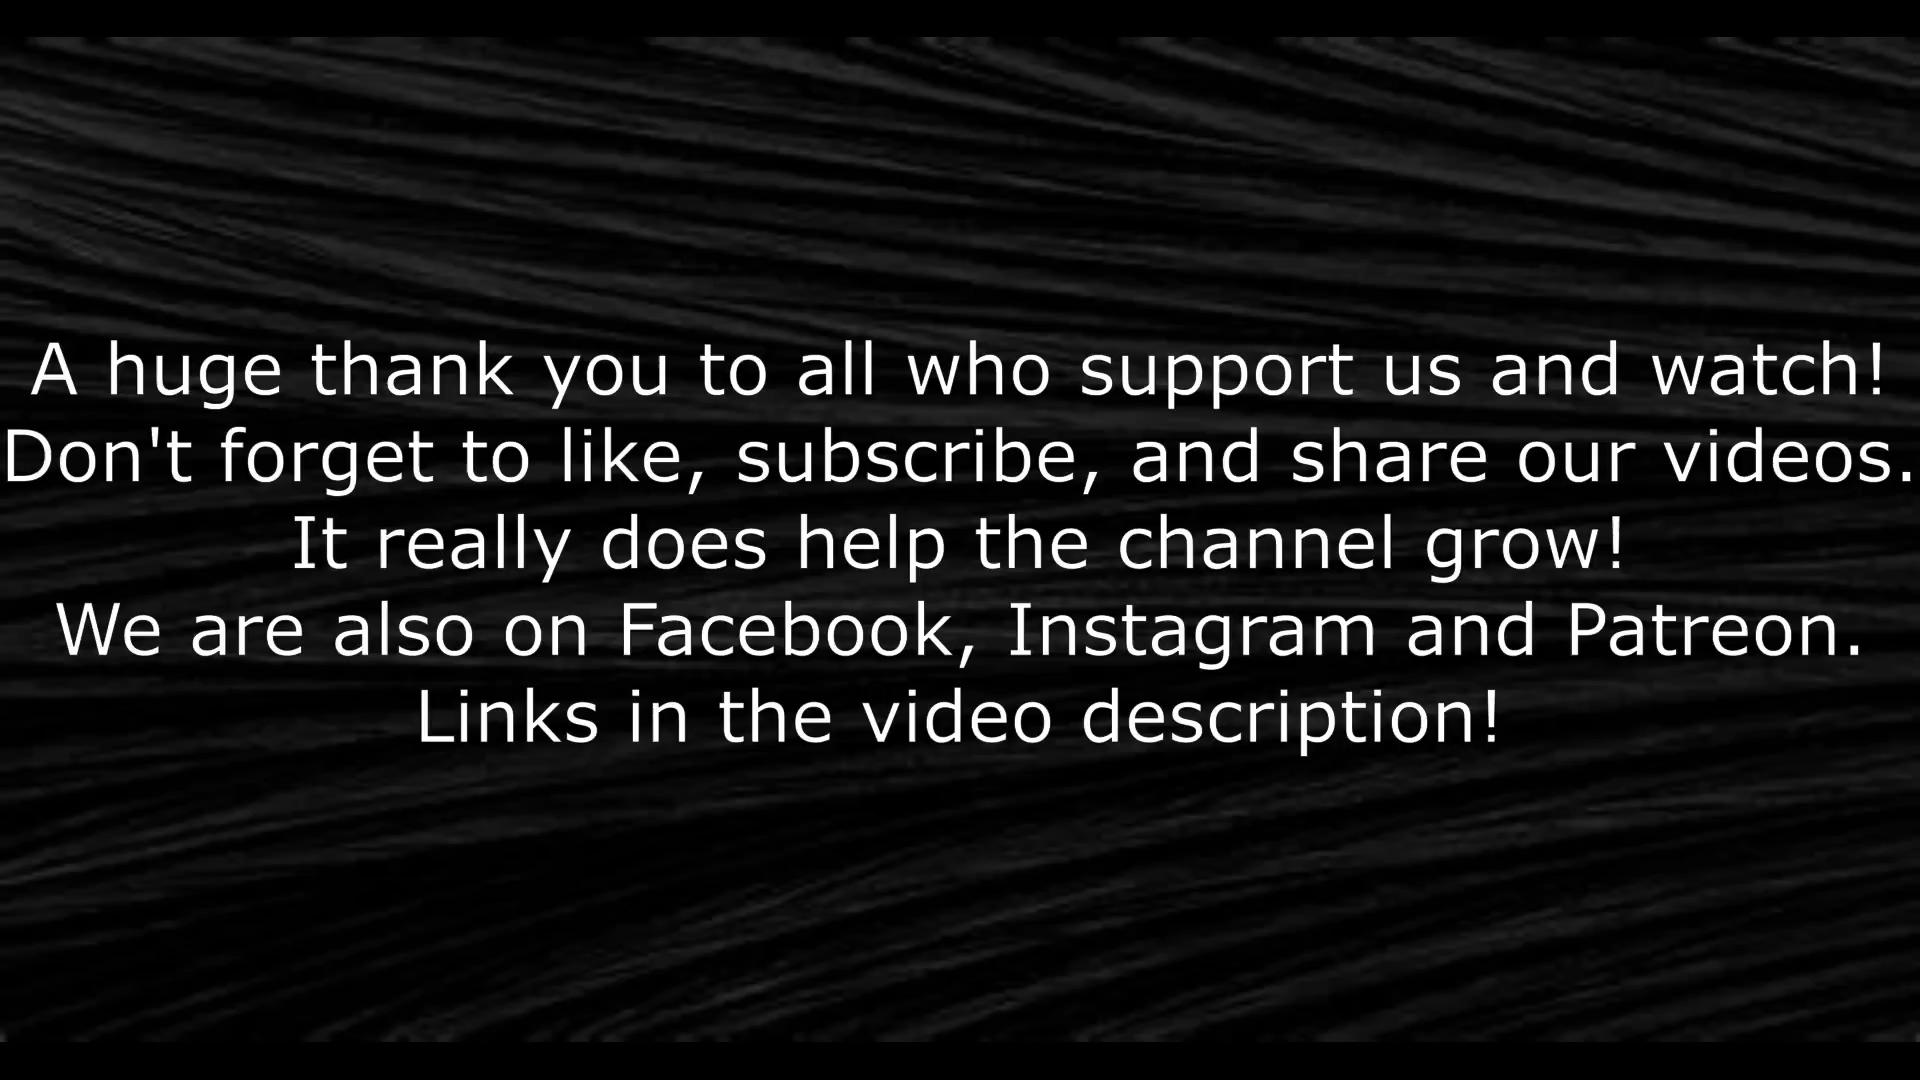 A huge thank you to all who support us and watch!
Don't forget to like, subscribe, and share our videos.
It really does help the channel grow!
We are also on Facebook, Instagram and Patreon.
Links in the video description!